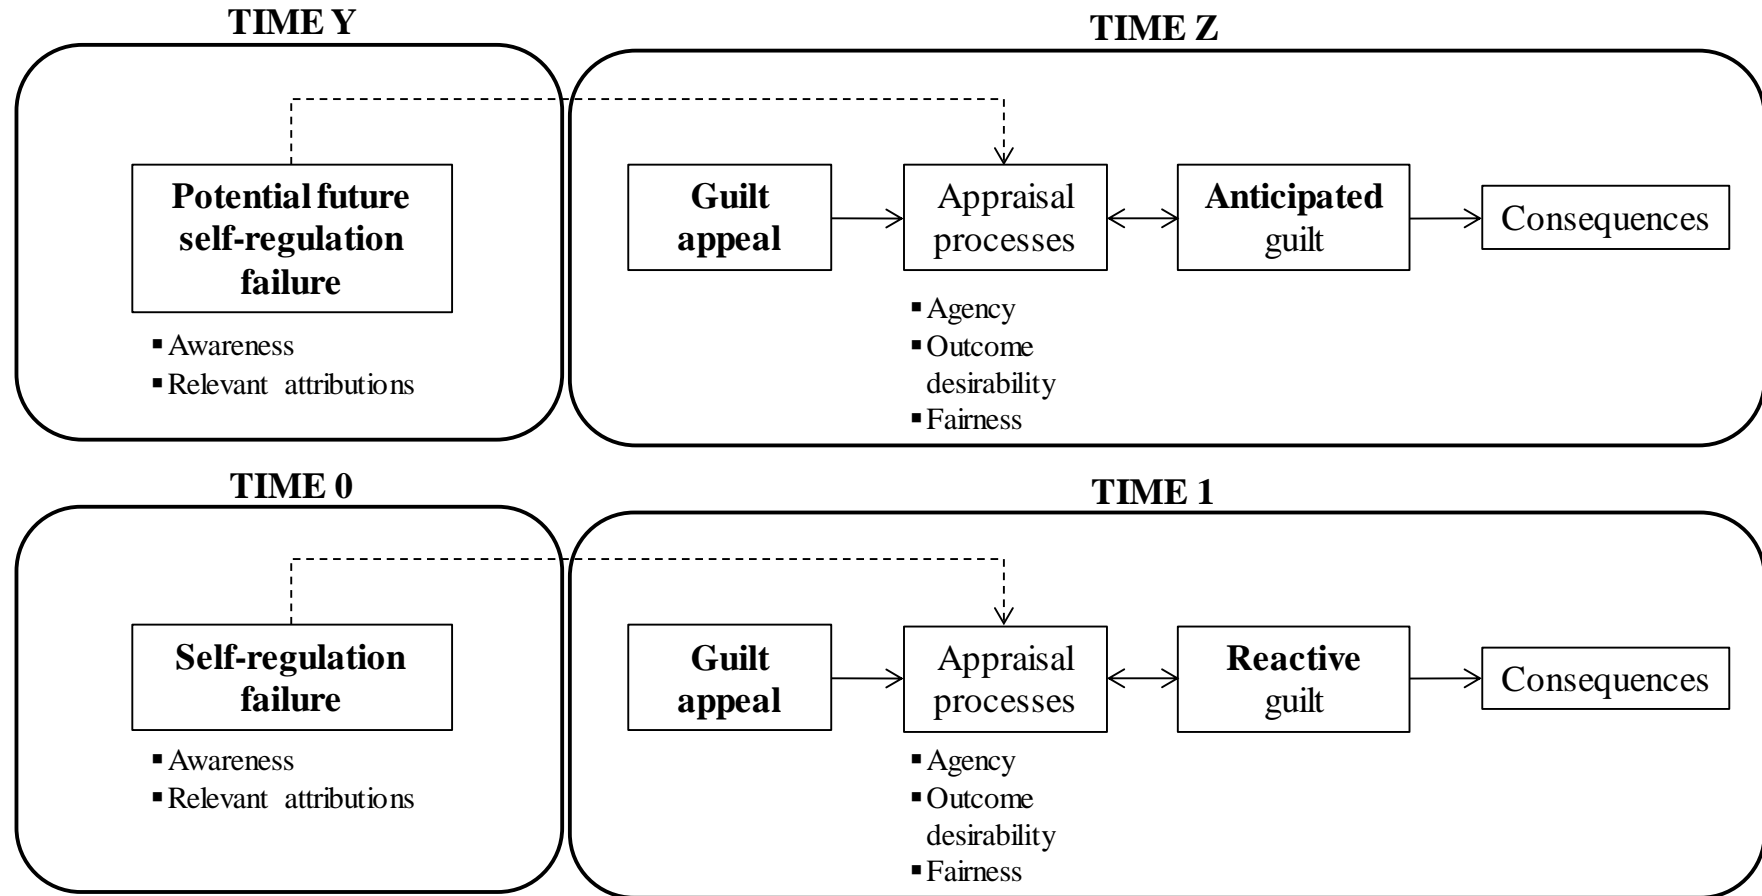 TIME Y
Potential future
self-regulation
failure
▪ Awareness
▪ Relevant attributions
TIME Z
Guilt
appeal
Appraisal
processes
▪ Agency
▪ Outcome
desirability
▪ Fairness
Anticipated
guilt
Consequences
TIME 0
Self-regulation
failure
▪ Awareness
▪ Relevant attributions
TIME 1
Guilt
appeal
Appraisal
processes
▪ Agency
▪ Outcome
desirability
▪ Fairness
Reactive
guilt
Consequences